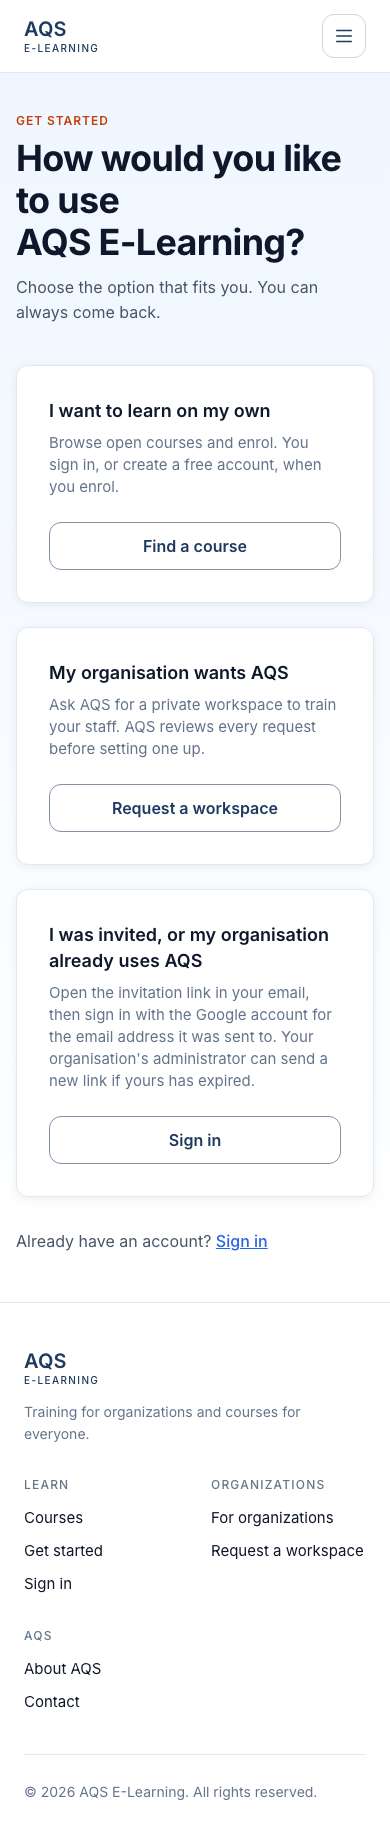 AQS
E-LEARNING
GET STARTED
How would you like
to use
AQS E-Learning?
Choose the option that fits you. You can
always come back.
I want to learn on my own
Browse open courses and enrol. You
sign in, or create a free account, when
you enrol.
Find a course
My organisation wants AQS
Ask AQS for a private workspace to train
your staff. AQS reviews every request
before setting one up.
Request a workspace
I was invited, or my organisation
already uses AQS
Open the invitation link in your email,
then sign in with the Google account for
the email address it was sent to. Your
organisation's administrator can send a
new link if yours has expired.
Sign in
Already have an account? Sign in
AQS
E-LEARNING
Training for organizations and courses for
everyone.
LEARN
Courses
Get started
Sign in
ORGANIZATIONS
For organizations
Request a workspace
AQS
About AQS
Contact
© 2026 AQS E-Learning. All rights reserved.